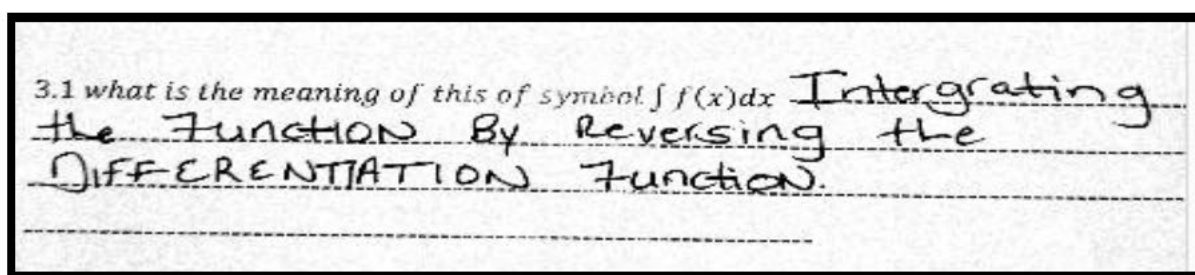 3.1 what is the meaning of this of symbol ∫ f(x)dx Intergrating
the Function By Reversing the
DIFFERENTIATION Function.